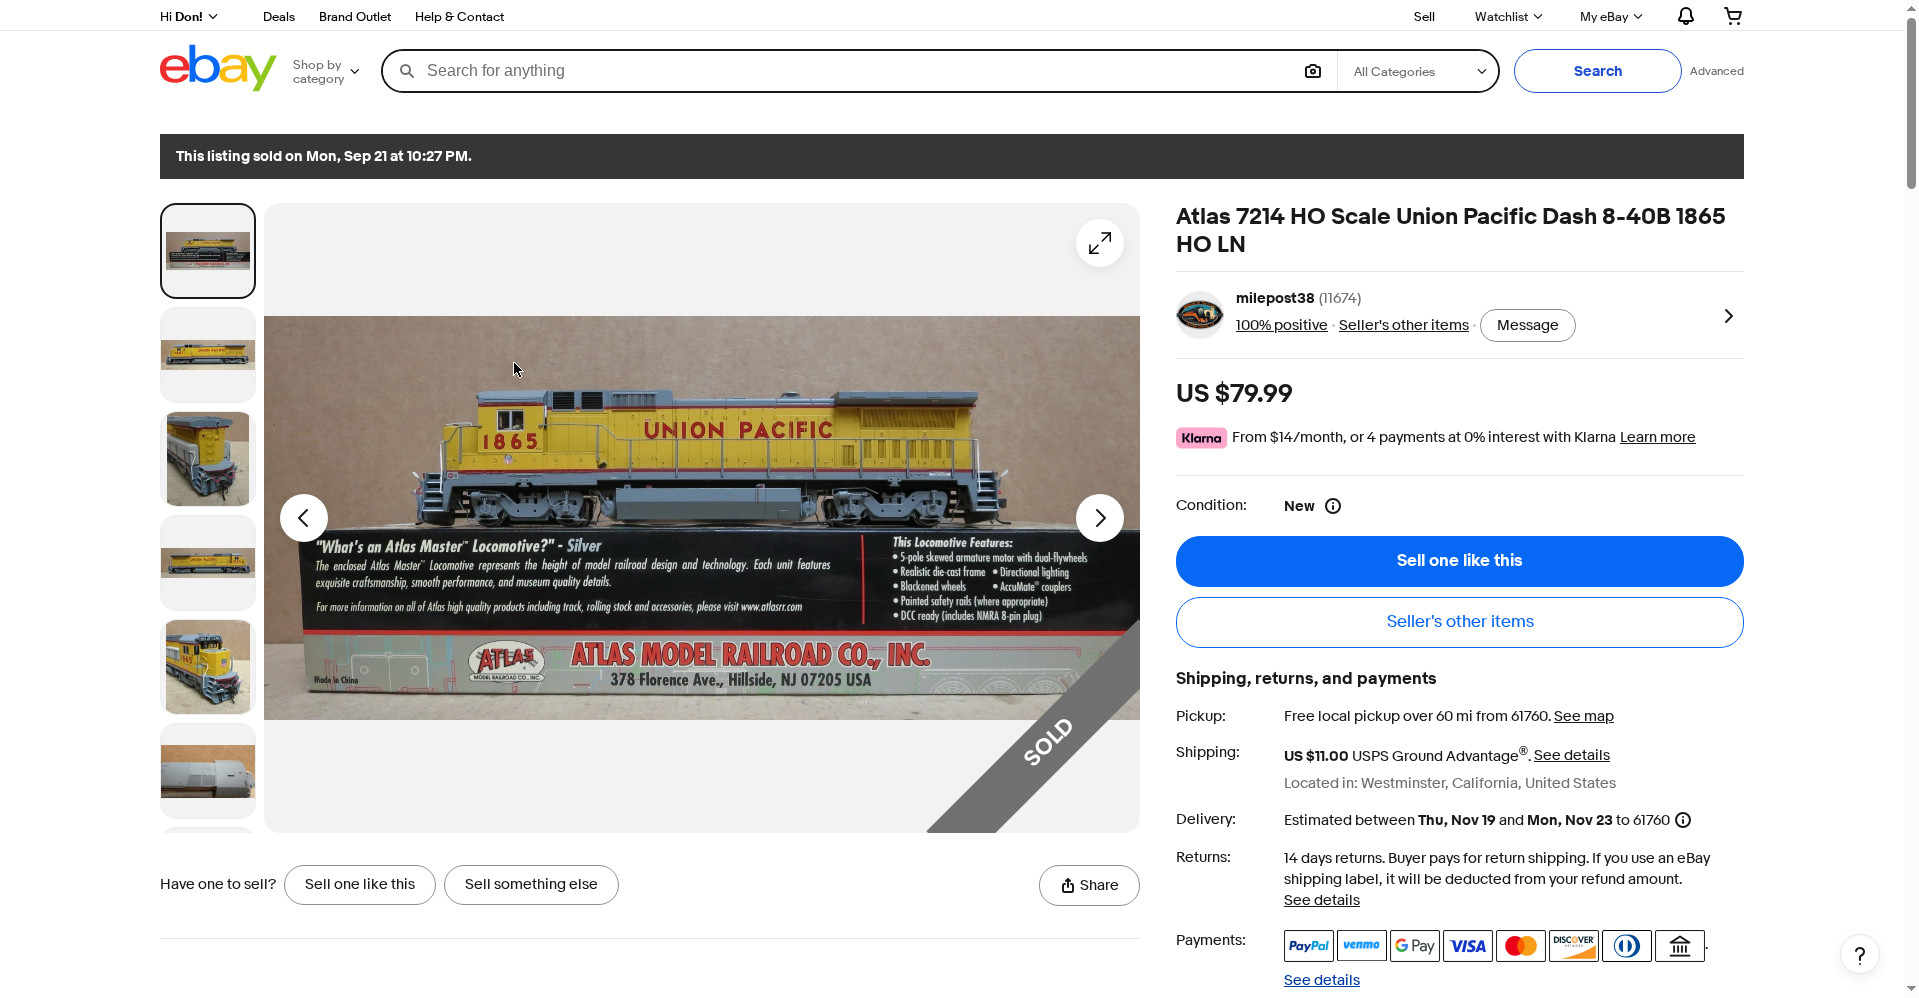 Hi Don!
Deals
Brand Outlet
Help & Contact
Sell
Watchlist
My eBay
ebay
Shop by category
Search for anything
All Categories
Search
Advanced
This listing sold on Mon, Sep 21 at 10:27 PM.
1865
UNION PACIFIC
"What's an Atlas Master™ Locomotive?" - Silver
The enclosed Atlas Master™ Locomotive represents the height of model railroad design and technology. Each unit features
exquisite craftsmanship, smooth performance, and museum quality details.
For more information on all of Atlas high quality products including track, rolling stock and accessories, please visit www.atlasrr.com
This Locomotive Features:
• 5-pole skewed armature motor with dual-flywheels
• Realistic die-cast frame • Directional lighting
• Blackened wheels • AccuMate® couplers
• Painted safety rails (where appropriate)
• DCC ready (includes NMRA 8-pin plug)
Made in China
ATLAS
MODEL RAILROAD CO., INC.
ATLAS MODEL RAILROAD CO., INC.
378 Florence Ave., Hillside, NJ 07205 USA
SOLD
Have one to sell?
Sell one like this
Sell something else
Share
Atlas 7214 HO Scale Union Pacific Dash 8-40B 1865
HO LN
milepost38 (11674)
100% positive · Seller's other items · Message
US $79.99
Klarna From $14/month, or 4 payments at 0% interest with Klarna Learn more
Condition: New
Sell one like this
Seller's other items
Shipping, returns, and payments
Pickup: Free local pickup over 60 mi from 61760. See map
Shipping: US $11.00 USPS Ground Advantage®. See details
Located in: Westminster, California, United States
Delivery: Estimated between Thu, Nov 19 and Mon, Nov 23 to 61760
Returns: 14 days returns. Buyer pays for return shipping. If you use an eBay
shipping label, it will be deducted from your refund amount.
See details
Payments: PayPal venmo G Pay VISA DISCOVER
See details
?